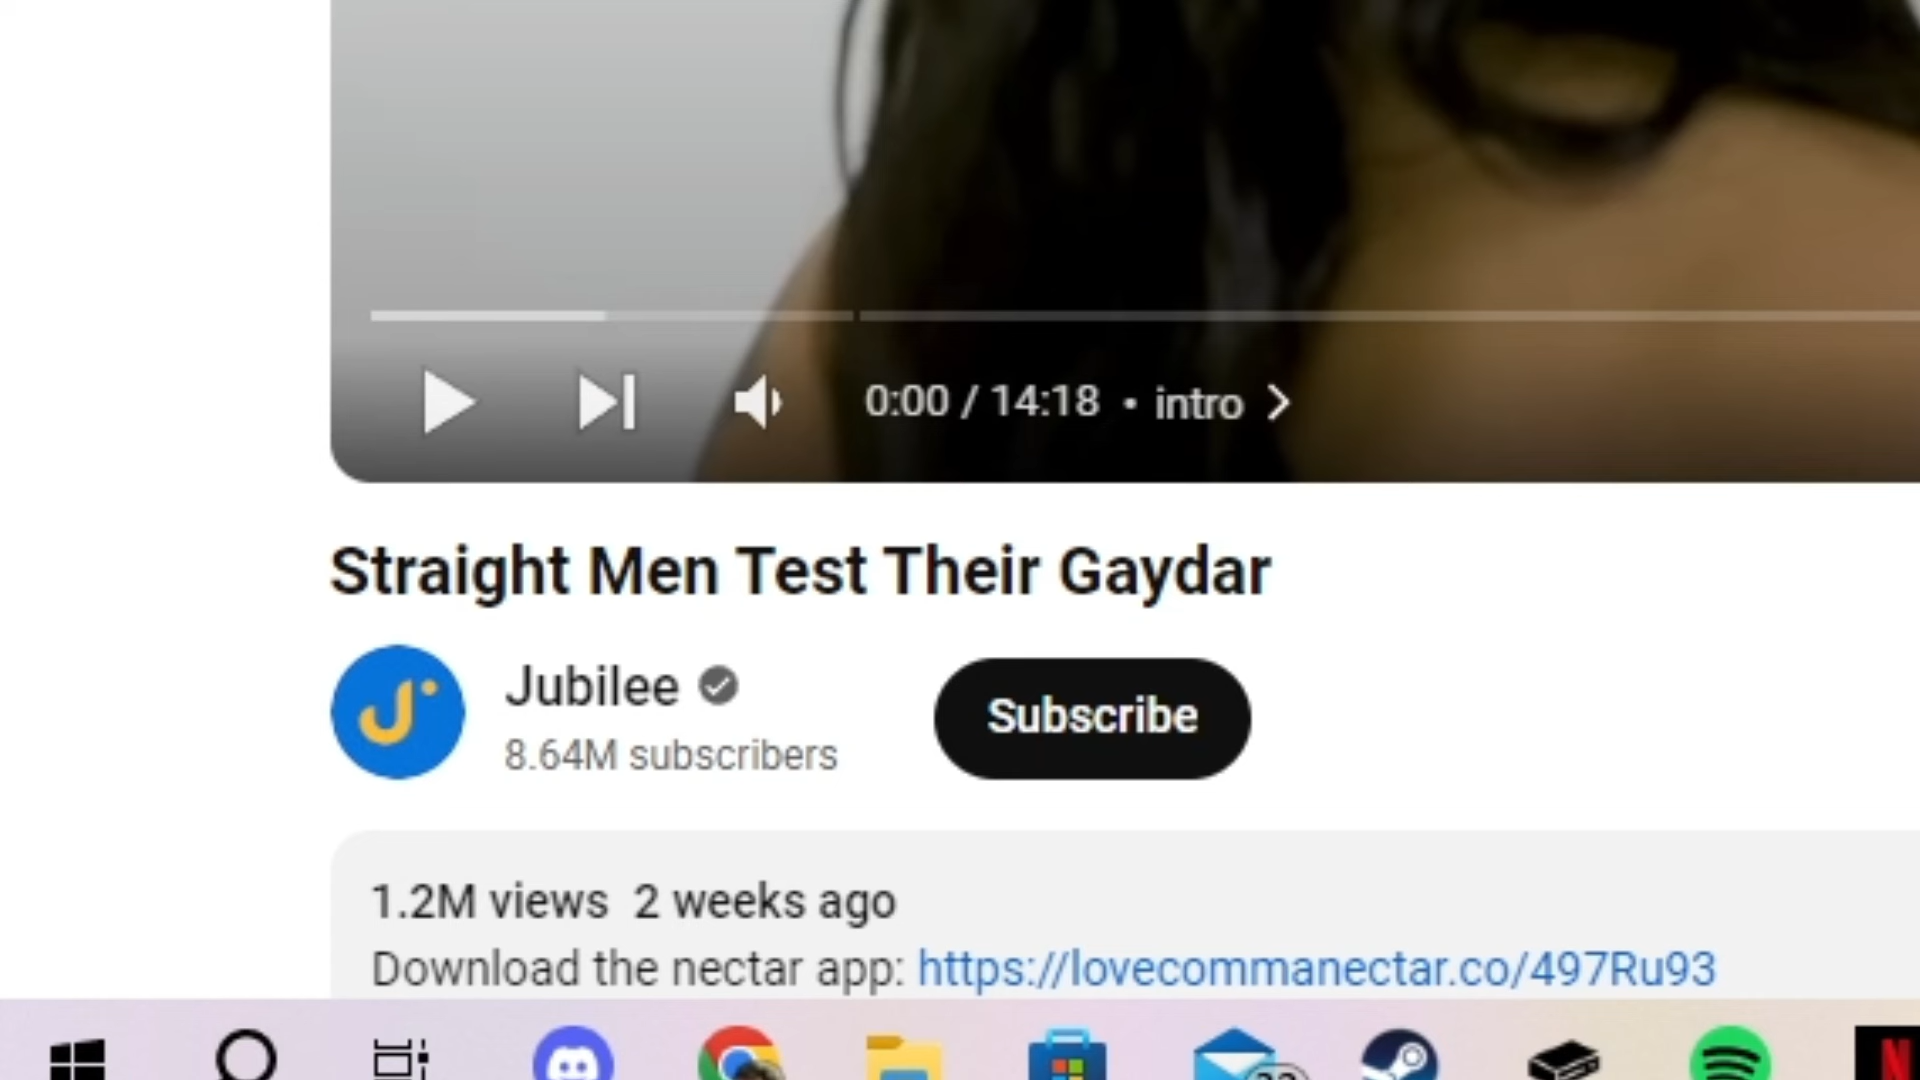 0:00 / 14:18 • intro
Straight Men Test Their Gaydar
Jubilee
8.64M subscribers
Subscribe
1.2M views 2 weeks ago
Download the nectar app: https://lovecommanectar.co/497Ru93